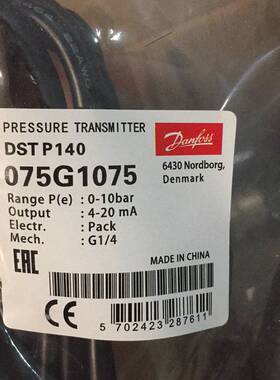 PRESSURE TRANSMITTER
DST P140
075G1075
Range P(e) : 0-10bar
Output : 4-20 mA
Electr. : Pack
Mech. : G1/4
Danfoss
6430 Nordborg,
Denmark
EAC
MADE IN CHINA
CE
5 702423 287611